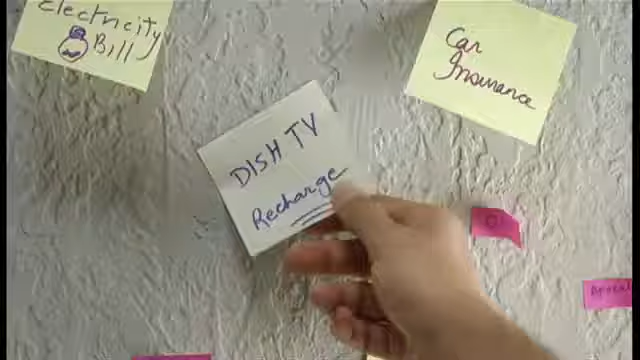 Electricity
Bill
Car
Insurance
DISH TV
Recharge